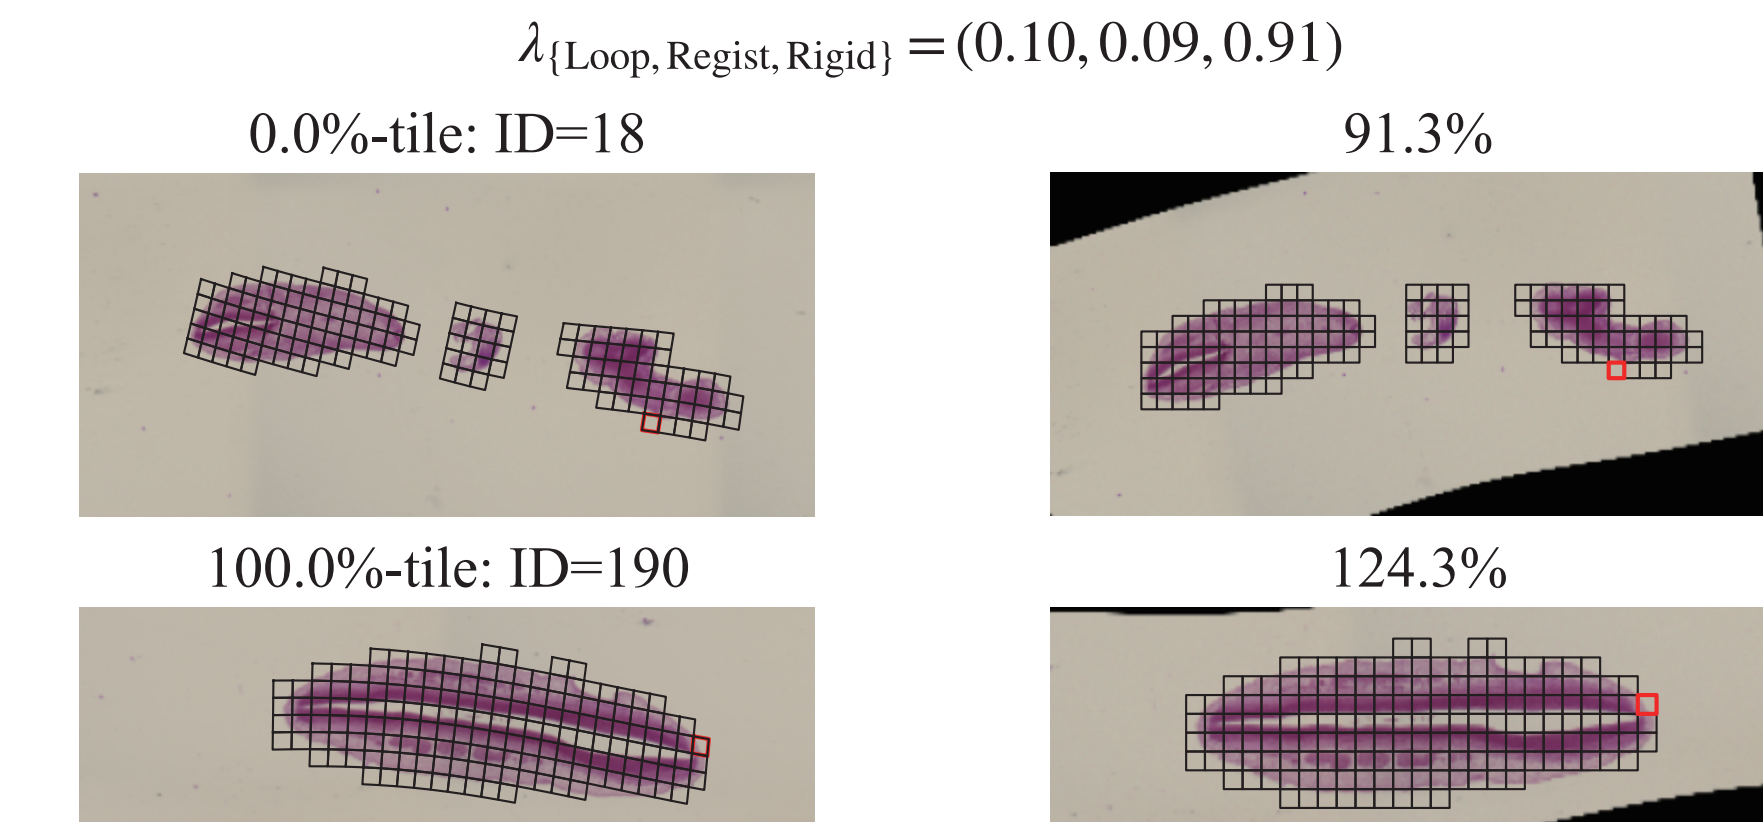 λ{Loop, Regist, Rigid} = (0.10, 0.09, 0.91)
0.0%-tile: ID=18
91.3%
100.0%-tile: ID=190
124.3%